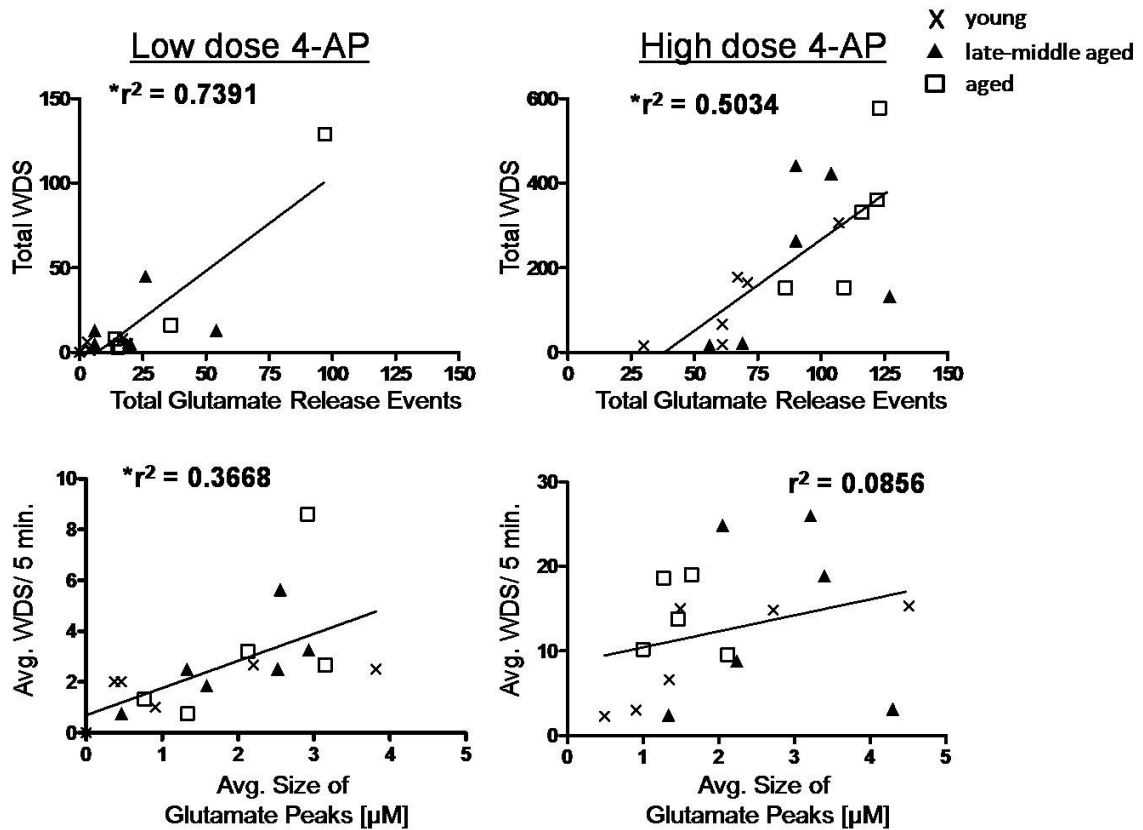 Low dose 4-AP
High dose 4-AP
young
late-middle aged
aged
*r² = 0.7391
150
100
50
0
Total WDS
0 25 50 75 100 125 150
Total Glutamate Release Events
*r² = 0.5034
600
400
200
0
Total WDS
0 25 50 75 100 125 150
Total Glutamate Release Events
*r² = 0.3668
10
8
6
4
2
0
Avg. WDS/ 5 min.
0 1 2 3 4 5
Avg. Size of
Glutamate Peaks [µM]
r² = 0.0856
30
20
10
0
Avg. WDS/ 5 min.
0 1 2 3 4 5
Avg. Size of
Glutamate Peaks [µM]